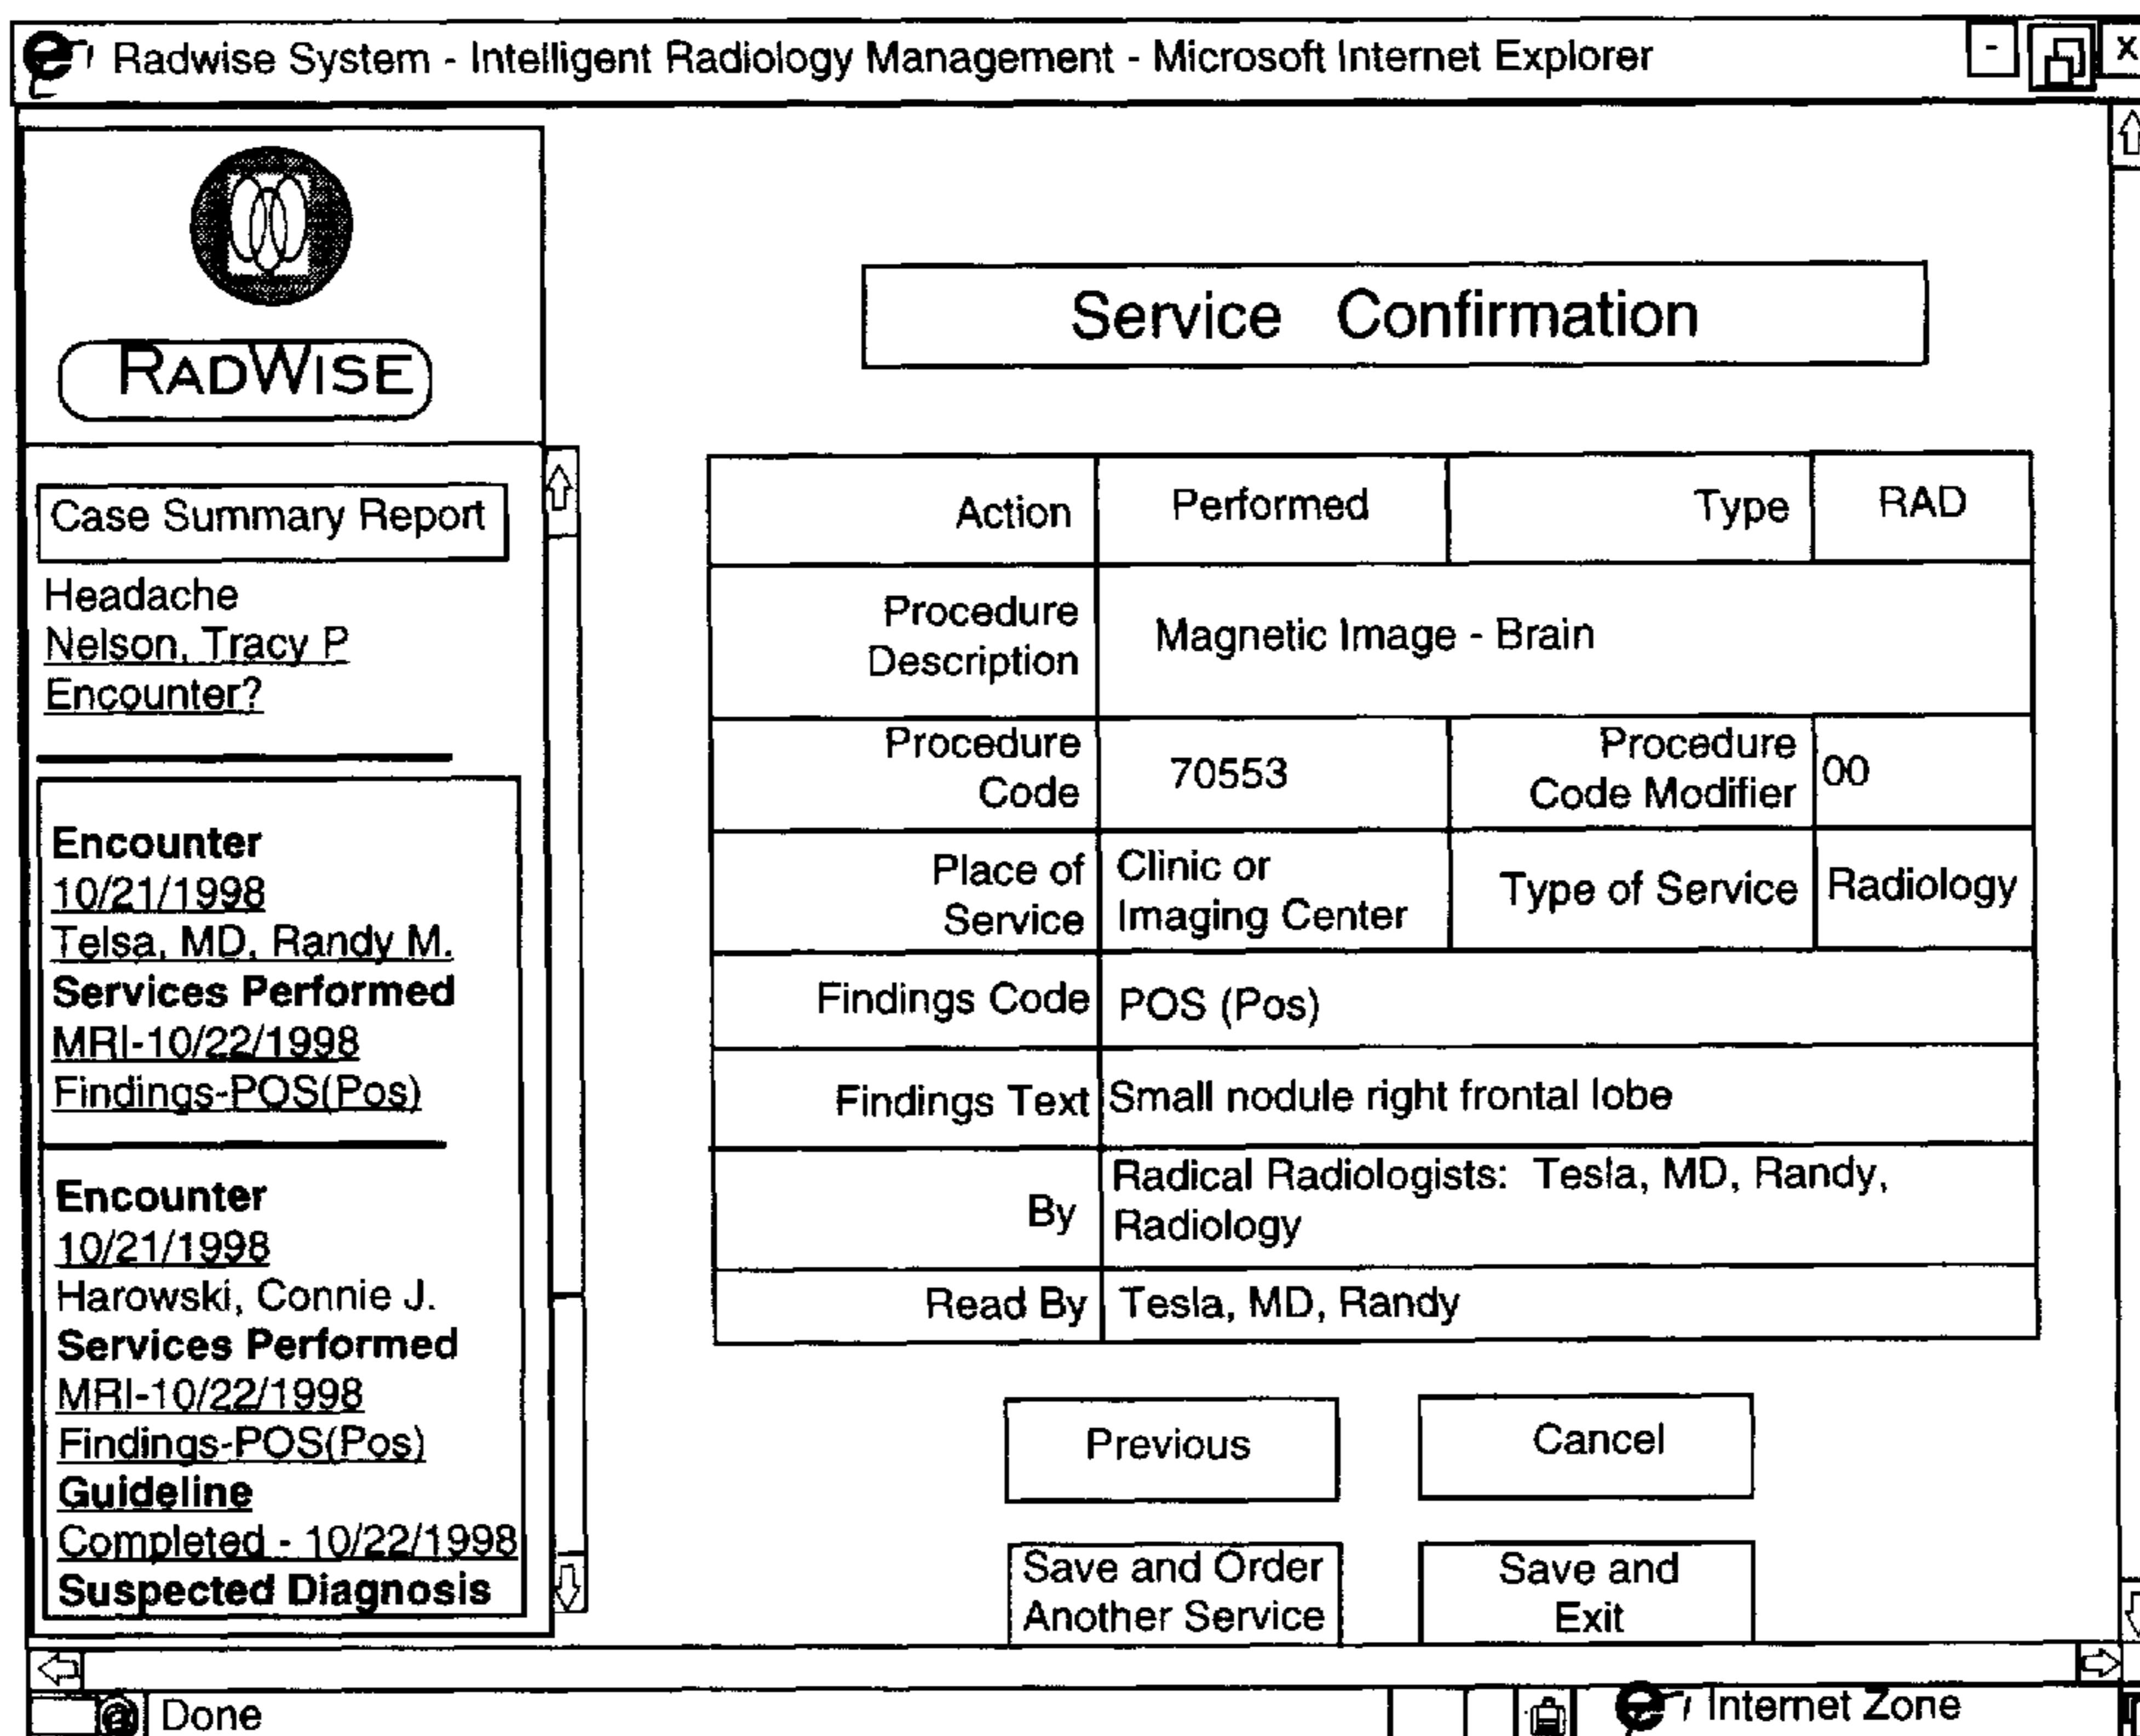 Radwise System - Intelligent Radiology Management - Microsoft Internet Explorer
- X
RADWISE
Case Summary Report
Headache
Nelson, Tracy P
Encounter?
Encounter
10/21/1998
Telsa, MD, Randy M.
Services Performed
MRI-10/22/1998
Findings-POS(Pos)
Encounter
10/21/1998
Harowski, Connie J.
Services Performed
MRI-10/22/1998
Findings-POS(Pos)
Guideline
Completed - 10/22/1998
Suspected Diagnosis
Service Confirmation
Action Performed Type RAD
Procedure
Description
Magnetic Image - Brain
Procedure
Code
70553
Procedure
Code Modifier
00
Place of
Service
Clinic or
Imaging Center
Type of Service
Radiology
Findings Code POS (Pos)
Findings Text Small nodule right frontal lobe
By
Radical Radiologists: Tesla, MD, Randy,
Radiology
Read By Tesla, MD, Randy
Previous
Cancel
Save and Order
Another Service
Save and
Exit
@ Done
Internet Zone